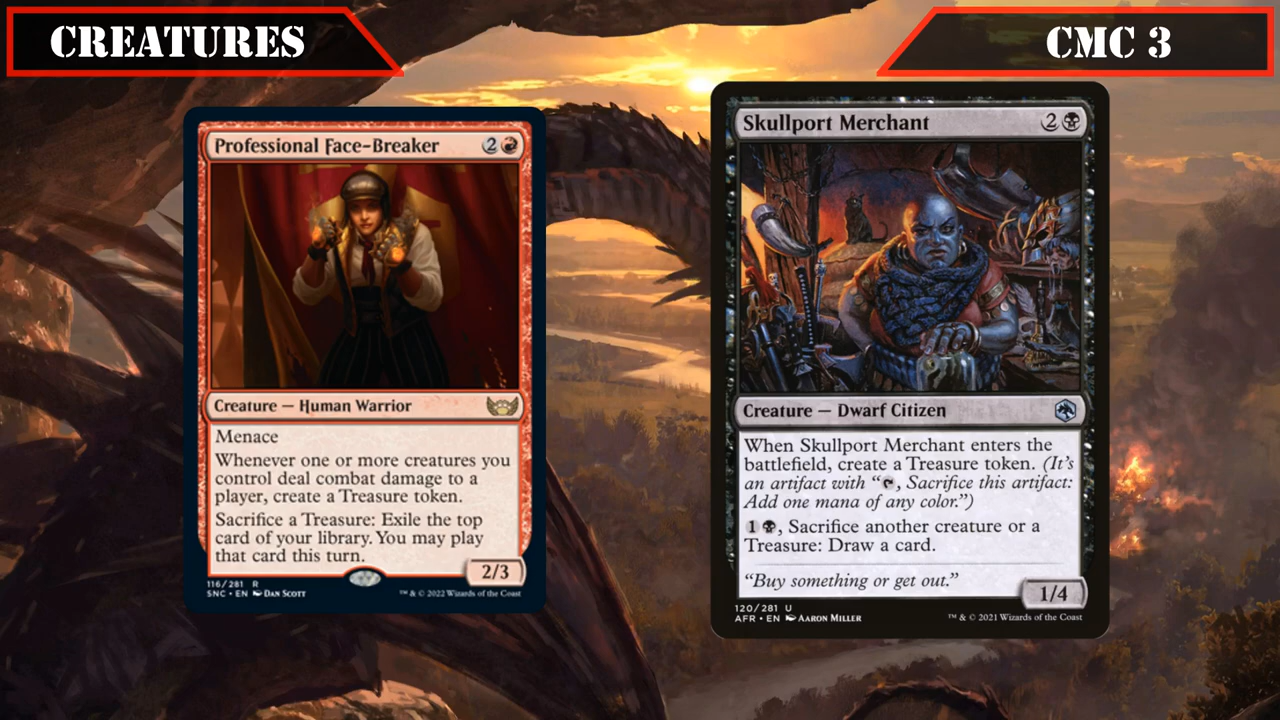 CREATURES
CMC 3
Professional Face-Breaker
2
Creature — Human Warrior
Menace
Whenever one or more creatures you
control deal combat damage to a
player, create a Treasure token.
Sacrifice a Treasure: Exile the top
card of your library. You may play
that card this turn.
2/3
116/281 R
SNC • EN DAN SCOTT
™ & © 2022 Wizards of the Coast
Skullport Merchant
2
Creature — Dwarf Citizen
When Skullport Merchant enters the
battlefield, create a Treasure token. (It's
an artifact with “, Sacrifice this artifact:
Add one mana of any color.”)
1, Sacrifice another creature or a
Treasure: Draw a card.
“Buy something or get out.”
1/4
120/281 U
AFR • EN AARON MILLER
™ & © 2021 Wizards of the Coast